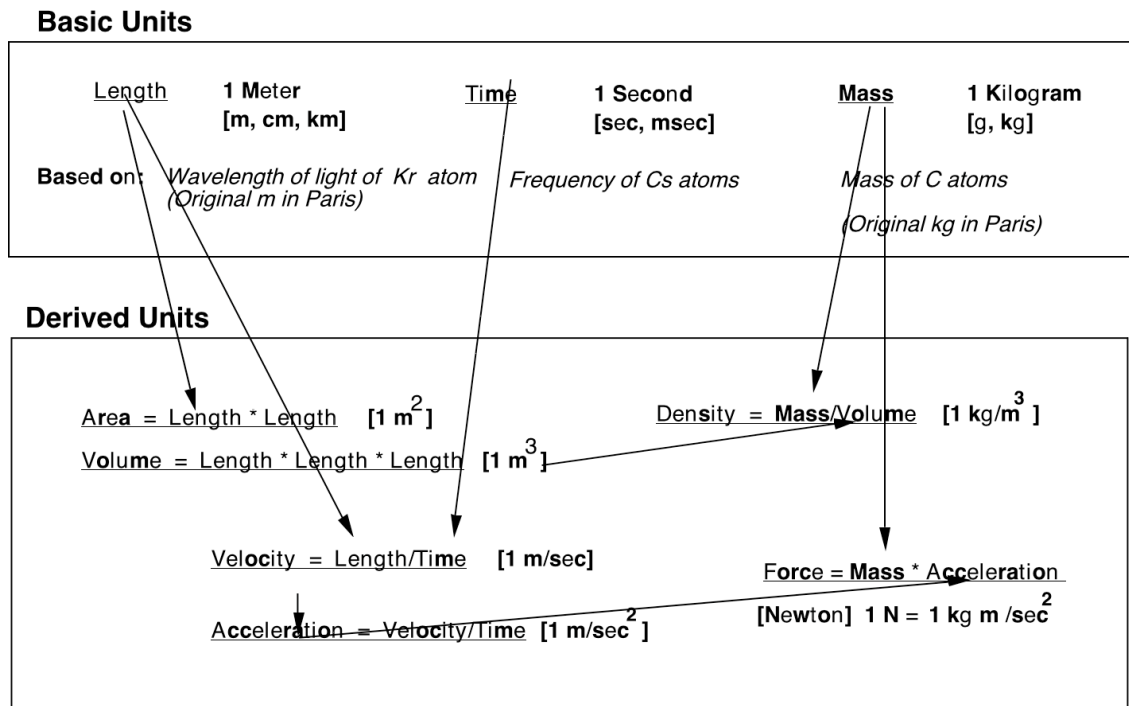 Basic Units
Length 1 Meter Time 1 Second Mass 1 Kilogram
[m, cm, km] [sec, msec] [g, kg]
Based on: Wavelength of light of Kr atom Frequency of Cs atoms Mass of C atoms
(Original m in Paris)
(Original kg in Paris)
Derived Units
Area = Length * Length [1 m²] Density = Mass/Volume [1 kg/m³ ]
Volume = Length * Length * Length [1 m³]
Velocity = Length/Time [1 m/sec]
Force = Mass * Acceleration
[Newton] 1 N = 1 kg m /sec²
Acceleration = Velocity/Time [1 m/sec² ]